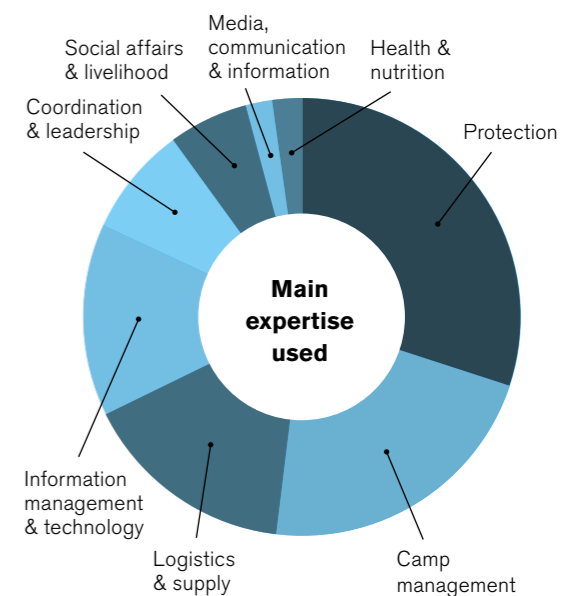 Media,
communication
& information
Social affairs
& livelihood
Health &
nutrition
Coordination
& leadership
Protection
Main
expertise
used
Information
management
& technology
Logistics
& supply
Camp
management